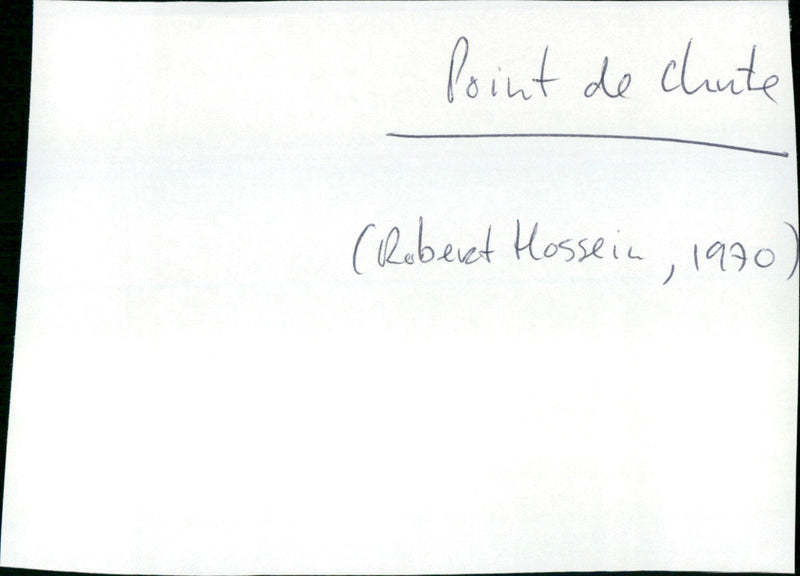 Point de chute
(Robert Hossein, 1970)